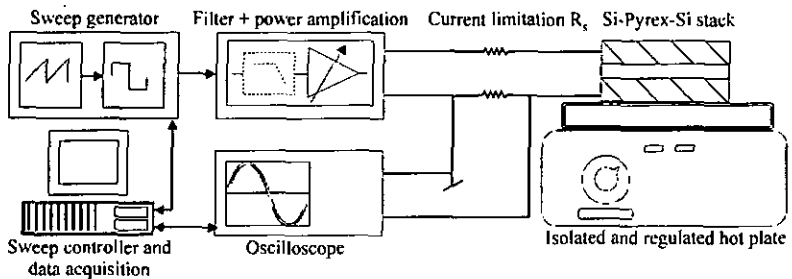 Sweep generator
Filter + power amplification
Current limitation Rs
Si-Pyrex-Si stack
Sweep controller and
data acquisition
Oscilloscope
Isolated and regulated hot plate